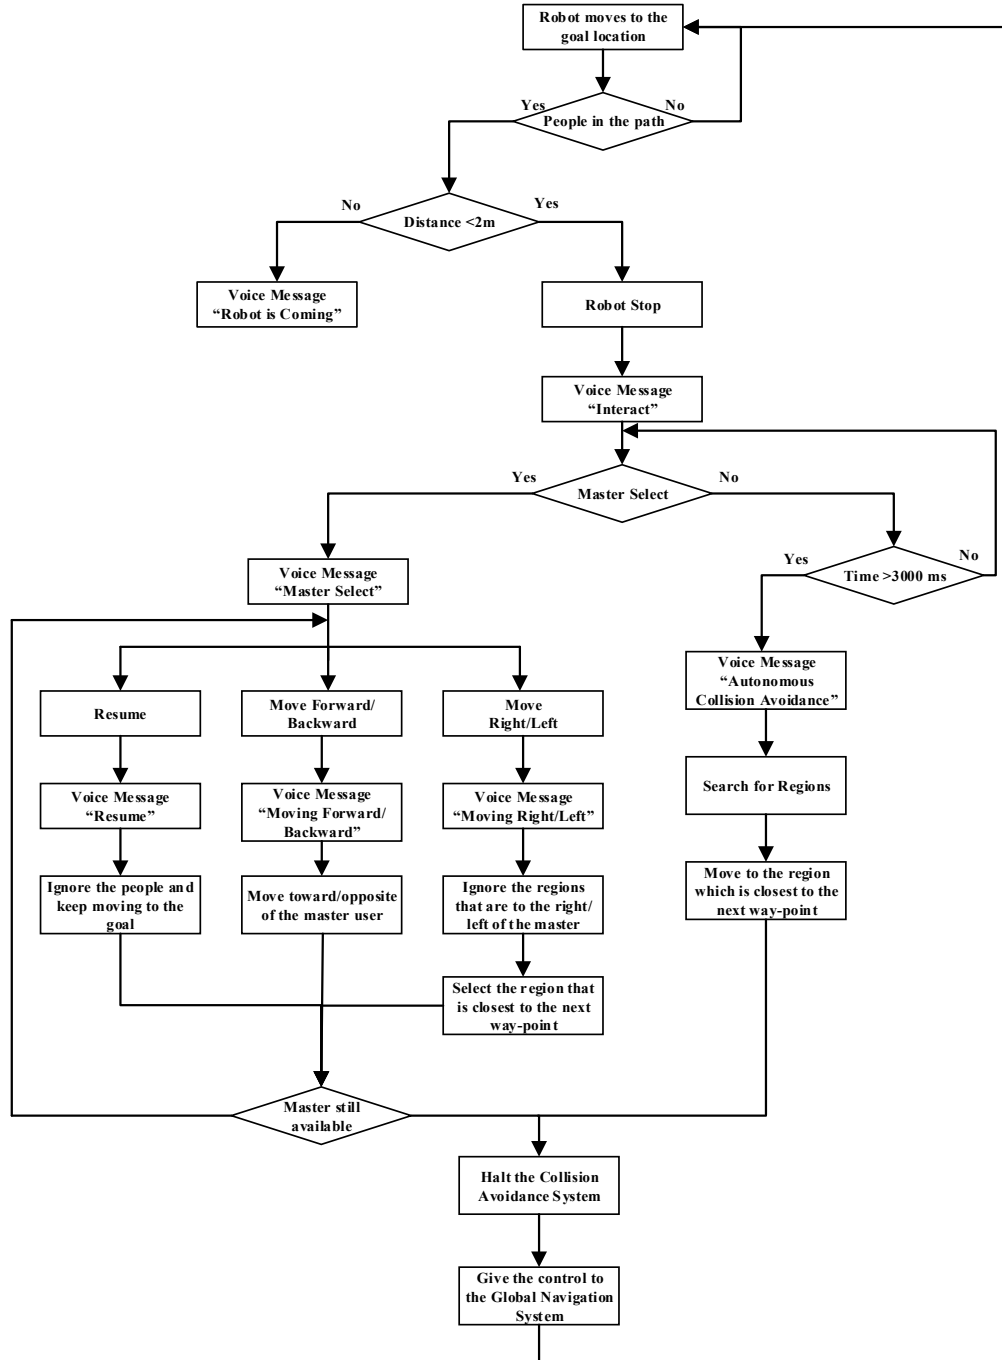 Robot moves to the
goal location
Yes
No
People in the path
No
Yes
Distance <2m
Voice Message
“Robot is Coming”
Robot Stop
Voice Message
“Interact”
Yes
No
Master Select
Yes
No
Time >3000 ms
Voice Message
“Master Select”
Voice Message
“Autonomous
Collision Avoidance”
Resume
Move Forward/
Backward
Move
Right/Left
Voice Message
“Resume”
Voice Message
“Moving Forward/
Backward”
Voice Message
“Moving Right/Left”
Search for Regions
Ignore the people and
keep moving to the
goal
Move toward/opposite
of the master user
Ignore the regions
that are to the right/
left of the master
Move to the region
which is closest to the
next way-point
Select the region that
is closest to the next
way-point
Master still
available
Halt the Collision
Avoidance System
Give the control to
the Global Navigation
System